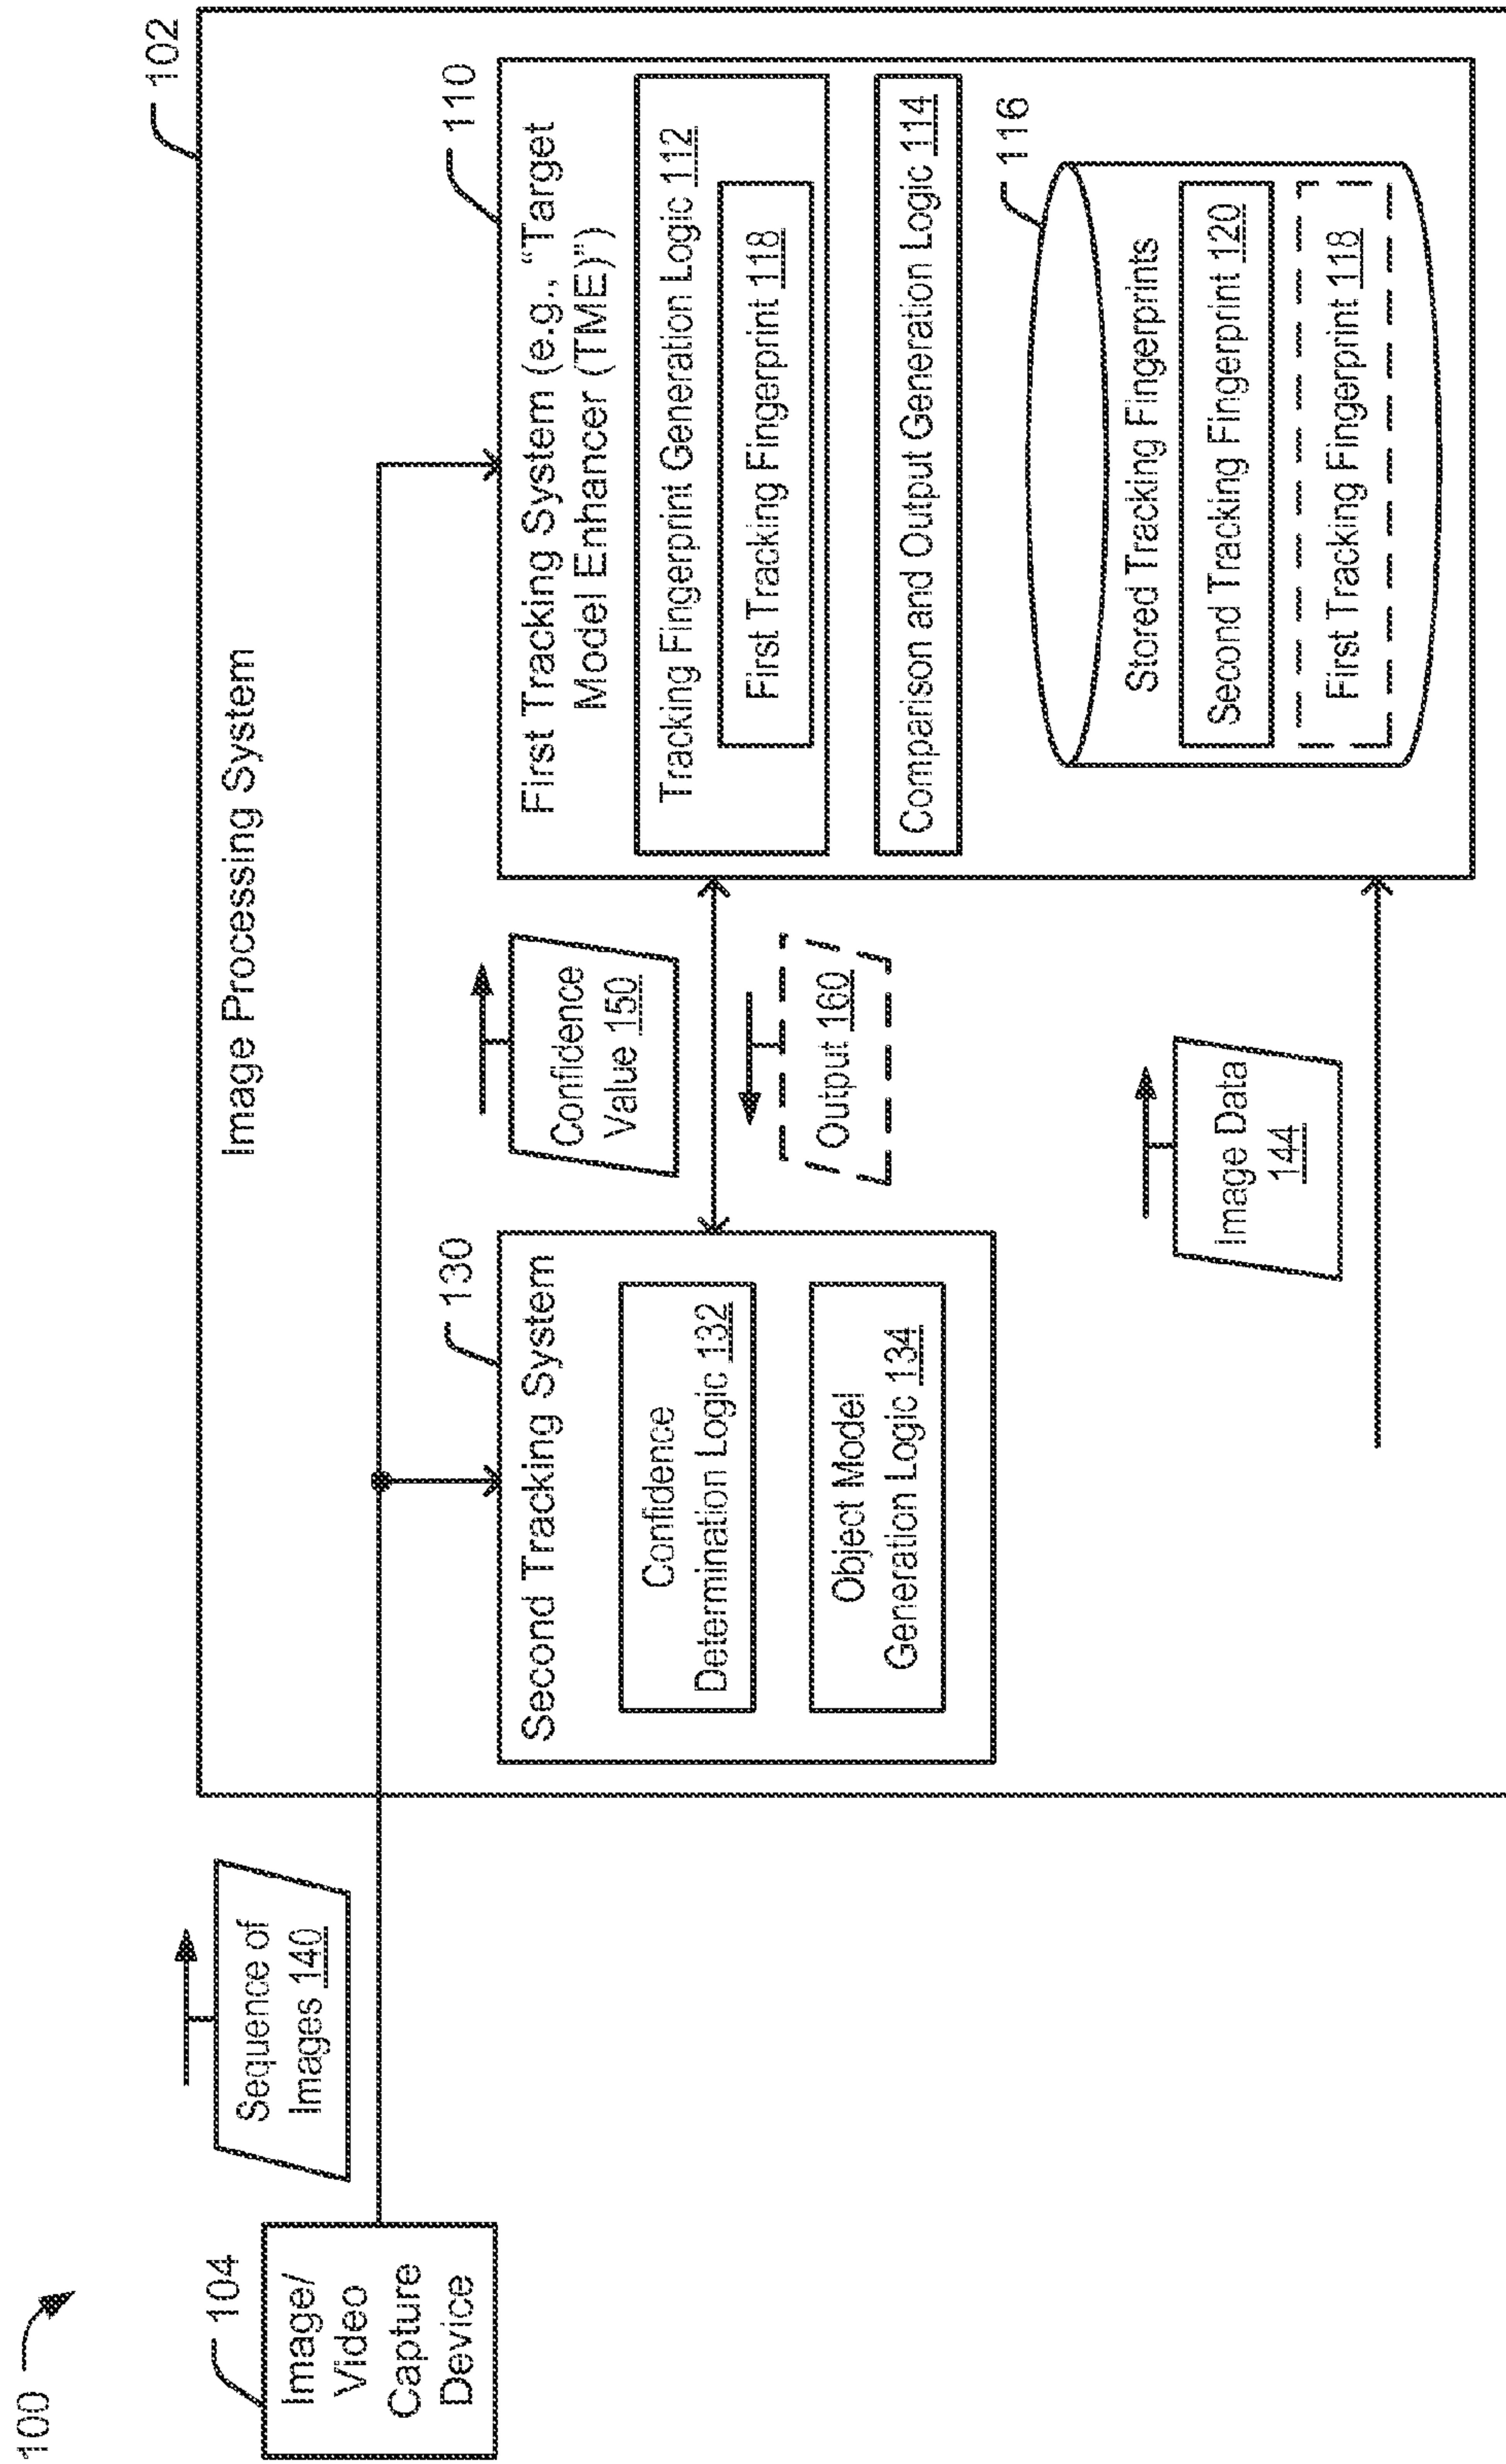 100
104
Image/
Video
Capture
Device
Sequence of
Images 140
102
Image Processing System
130
Second Tracking System
Confidence
Determination Logic 132
Object Model
Generation Logic 134
Confidence
Value 150
Output 160
Image Data
144
110
First Tracking System (e.g., "Target
Model Enhancer (TME)")
Tracking Fingerprint Generation Logic 112
First Tracking Fingerprint 118
Comparison and Output Generation Logic 114
116
Stored Tracking Fingerprints
Second Tracking Fingerprint 120
First Tracking Fingerprint 118